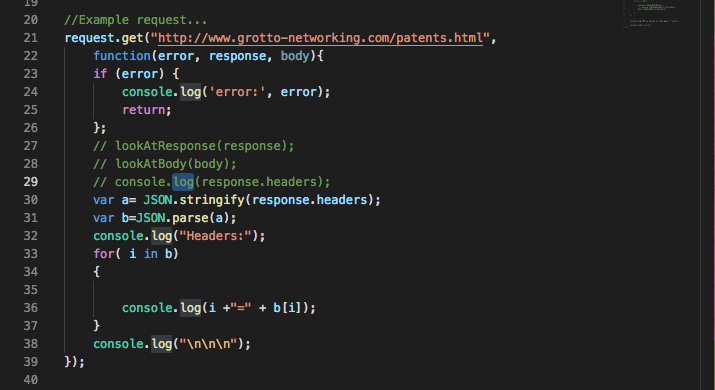 19
20 //Example request...
21 request.get("http://www.grotto-networking.com/patents.html",
22     function(error, response, body){
23     if (error) {
24         console.log('error:', error);
25         return;
26     };
27     // lookAtResponse(response);
28     // lookAtBody(body);
29     // console.log(response.headers);
30     var a= JSON.stringify(response.headers);
31     var b=JSON.parse(a);
32     console.log("Headers:");
33     for( i in b)
34     {
35
36         console.log(i +"=" + b[i]);
37     }
38     console.log("\n\n\n");
39 });
40